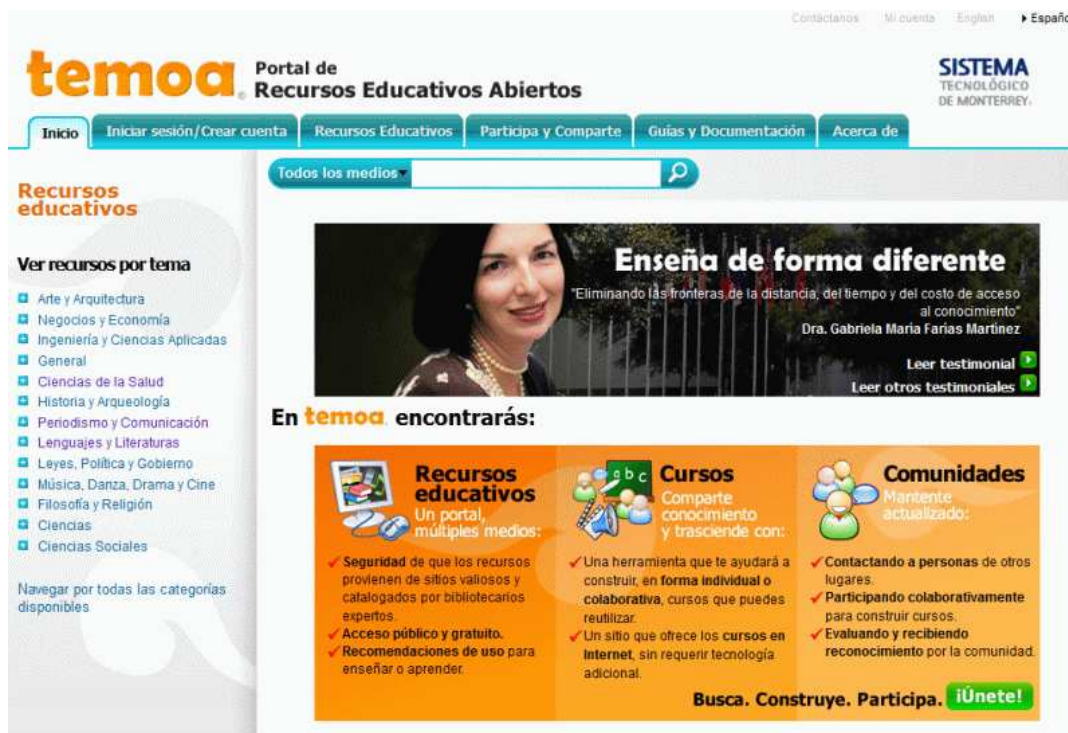 Contáctanos Mi cuenta English Españo
temoa Portal de
Recursos Educativos Abiertos
SISTEMA
TECNOLÓGICO
DE MONTERREY
Inicio Iniciar sesión/Crear cuenta Recursos Educativos Participa y Comparte Guías y Documentación Acerca de
Todos los medios
Recursos
educativos
Ver recursos por tema
Arte y Arquitectura
Negocios y Economía
Ingeniería y Ciencias Aplicadas
General
Ciencias de la Salud
Historia y Arqueología
Periodismo y Comunicación
Lenguajes y Literaturas
Leyes, Política y Gobierno
Música, Danza, Drama y Cine
Filosofía y Religión
Ciencias
Ciencias Sociales
Navegar por todas las categorías
disponibles
Enseña de forma diferente
"Eliminando las fronteras de la distancia, del tiempo y del costo de acceso
al conocimiento"
Dra. Gabriela María Farías Martínez
Leer testimonial
Leer otros testimoniales
En temoa encontrarás:
Recursos
educativos
Un portal,
múltiples medios:
Seguridad de que los recursos
provienen de sitios valiosos y
catalogados por bibliotecarios
expertos.
Acceso público y gratuito.
Recomendaciones de uso para
enseñar o aprender.
a b c
Cursos
Comparte
conocimiento
y trasciende con:
Una herramienta que te ayudará a
construir, en forma individual o
colaborativa, cursos que puedes
reutilizar.
Un sitio que ofrece los cursos en
Internet, sin requerir tecnología
adicional.
Comunidades
Mantente
actualizado:
Contactando a personas de otros
lugares.
Participando colaborativamente
para construir cursos.
Evaluando y recibiendo
reconocimiento por la comunidad.
Busca. Construye. Participa. ¡Únete!